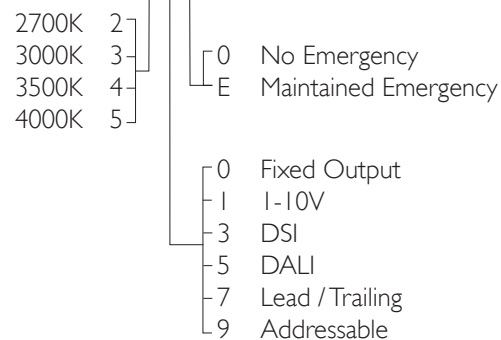 2700K 2
3000K 3
3500K 4
4000K 5
0 No Emergency
E Maintained Emergency
0 Fixed Output
1 1-10V
3 DSI
5 DALI
7 Lead / Trailing
9 Addressable